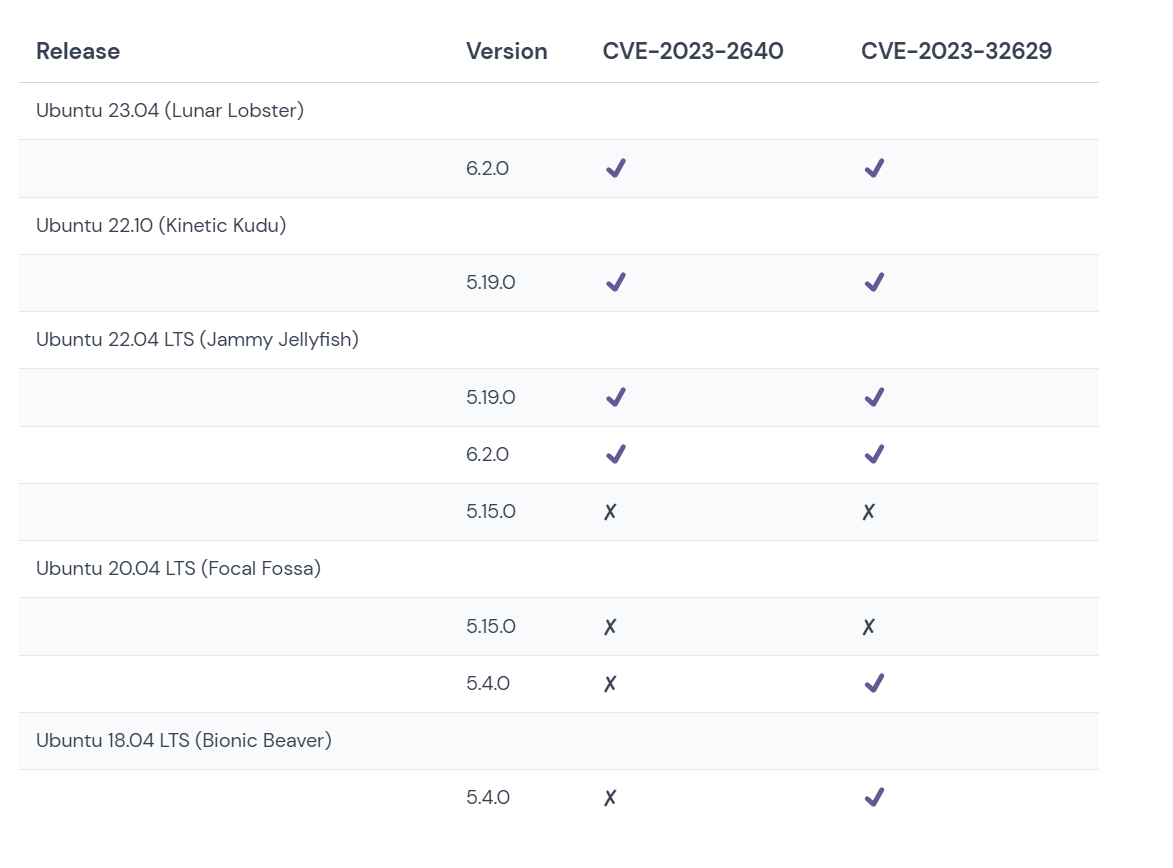 Release Version CVE-2023-2640 CVE-2023-32629
Ubuntu 23.04 (Lunar Lobster)
6.2.0 ✔ ✔
Ubuntu 22.10 (Kinetic Kudu)
5.19.0 ✔ ✔
Ubuntu 22.04 LTS (Jammy Jellyfish)
5.19.0 ✔ ✔
6.2.0 ✔ ✔
5.15.0 ✗ ✗
Ubuntu 20.04 LTS (Focal Fossa)
5.15.0 ✗ ✗
5.4.0 ✗ ✔
Ubuntu 18.04 LTS (Bionic Beaver)
5.4.0 ✗ ✔